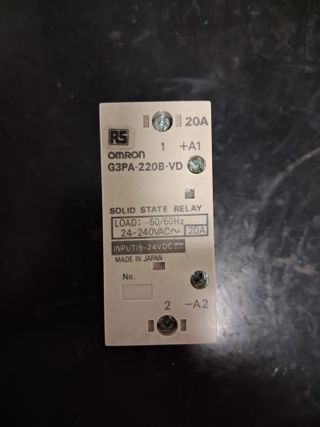 20A
RS
1 +A1
OMRON
G3PA-220B-VD
SOLID STATE RELAY
LOAD: 50/60Hz
24-240VAC~ 20A
INPUT: 5-24VDC
MADE IN JAPAN
No.
2 -A2